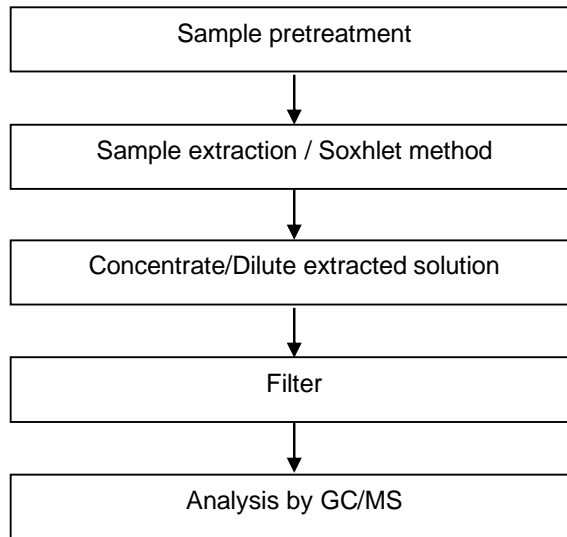 Sample pretreatment
Sample extraction / Soxhlet method
Concentrate/Dilute extracted solution
Filter
Analysis by GC/MS